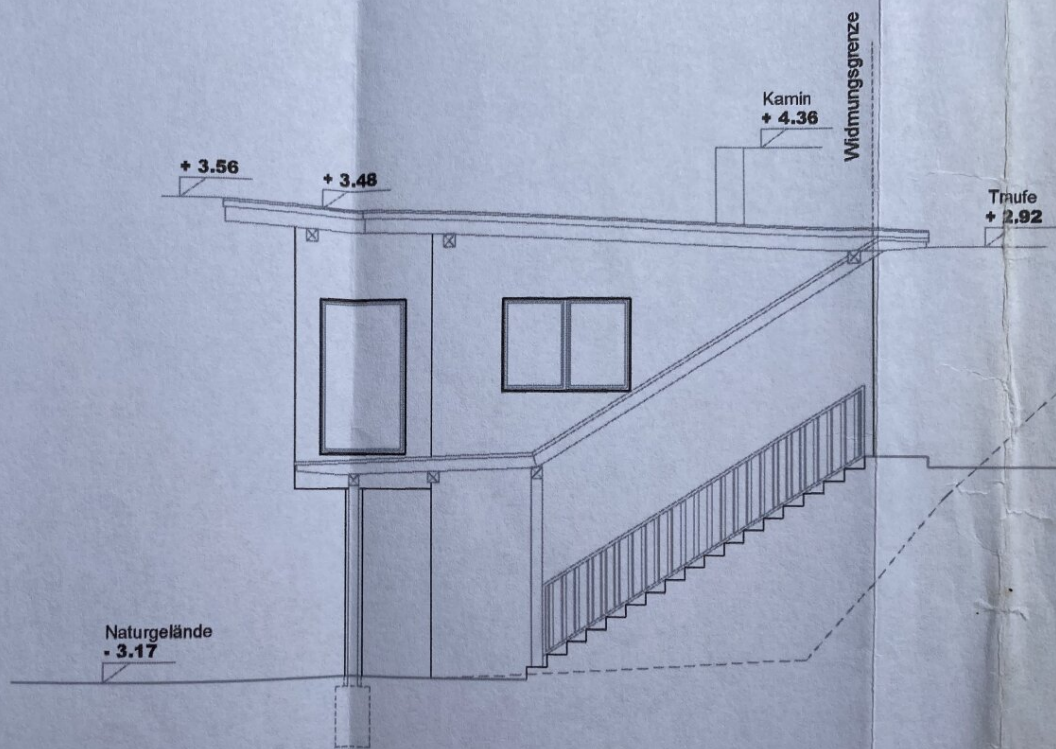 Widmungsgrenze
Kamin
+ 4.36
+ 3.56
+ 3.48
Traufe
+ 2.92
Naturgelände
- 3.17